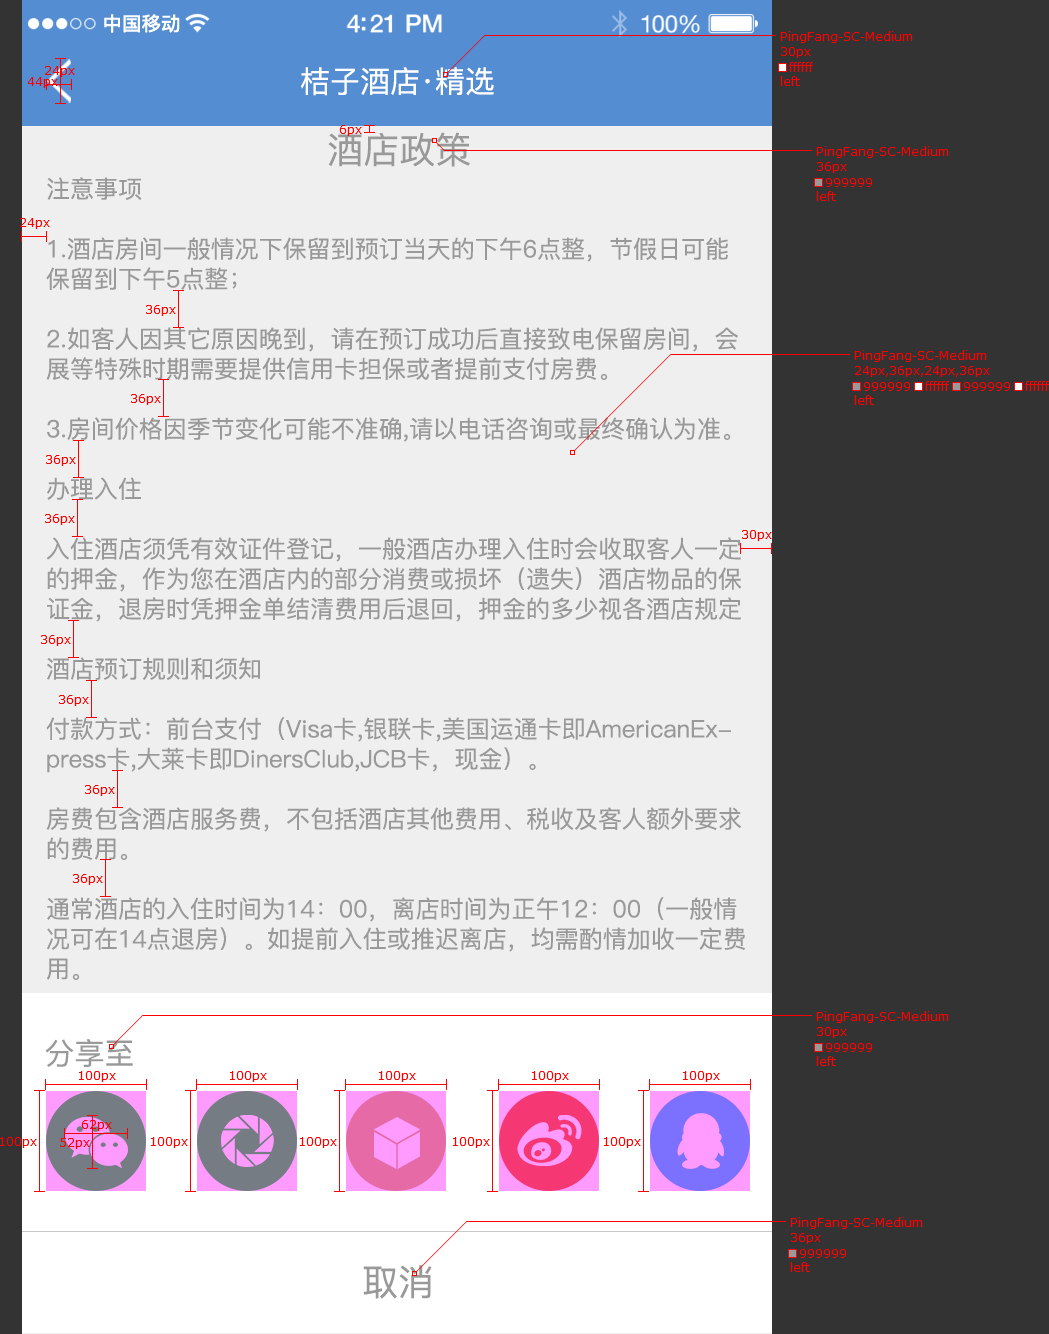 中国移动 4:21 PM 100%
桔子酒店·精选
PingFang-SC-Medium
30px
ffffff
left
24px
44px
6px
酒店政策
PingFang-SC-Medium
36px
999999
left
注意事项
24px
1.酒店房间一般情况下保留到预订当天的下午6点整，节假日可能
保留到下午5点整；
36px
2.如客人因其它原因晚到，请在预订成功后直接致电保留房间，会
展等特殊时期需要提供信用卡担保或者提前支付房费。
PingFang-SC-Medium
24px,36px,24px,36px
999999 ffffff 999999 ffffff
left
36px
3.房间价格因季节变化可能不准确,请以电话咨询或最终确认为准。
36px
办理入住
36px
30px
入住酒店须凭有效证件登记，一般酒店办理入住时会收取客人一定
的押金，作为您在酒店内的部分消费或损坏（遗失）酒店物品的保
证金，退房时凭押金单结清费用后退回，押金的多少视各酒店规定
36px
酒店预订规则和须知
36px
付款方式：前台支付（Visa卡,银联卡,美国运通卡即AmericanEx-
press卡,大莱卡即DinersClub,JCB卡，现金）。
36px
房费包含酒店服务费，不包括酒店其他费用、税收及客人额外要求
的费用。
36px
通常酒店的入住时间为14：00，离店时间为正午12：00（一般情
况可在14点退房）。如提前入住或推迟离店，均需酌情加收一定费
用。
分享至
PingFang-SC-Medium
30px
999999
left
100px 100px 100px 100px 100px
62px
52px
100px 100px 100px 100px 100px
取消
PingFang-SC-Medium
36px
999999
left